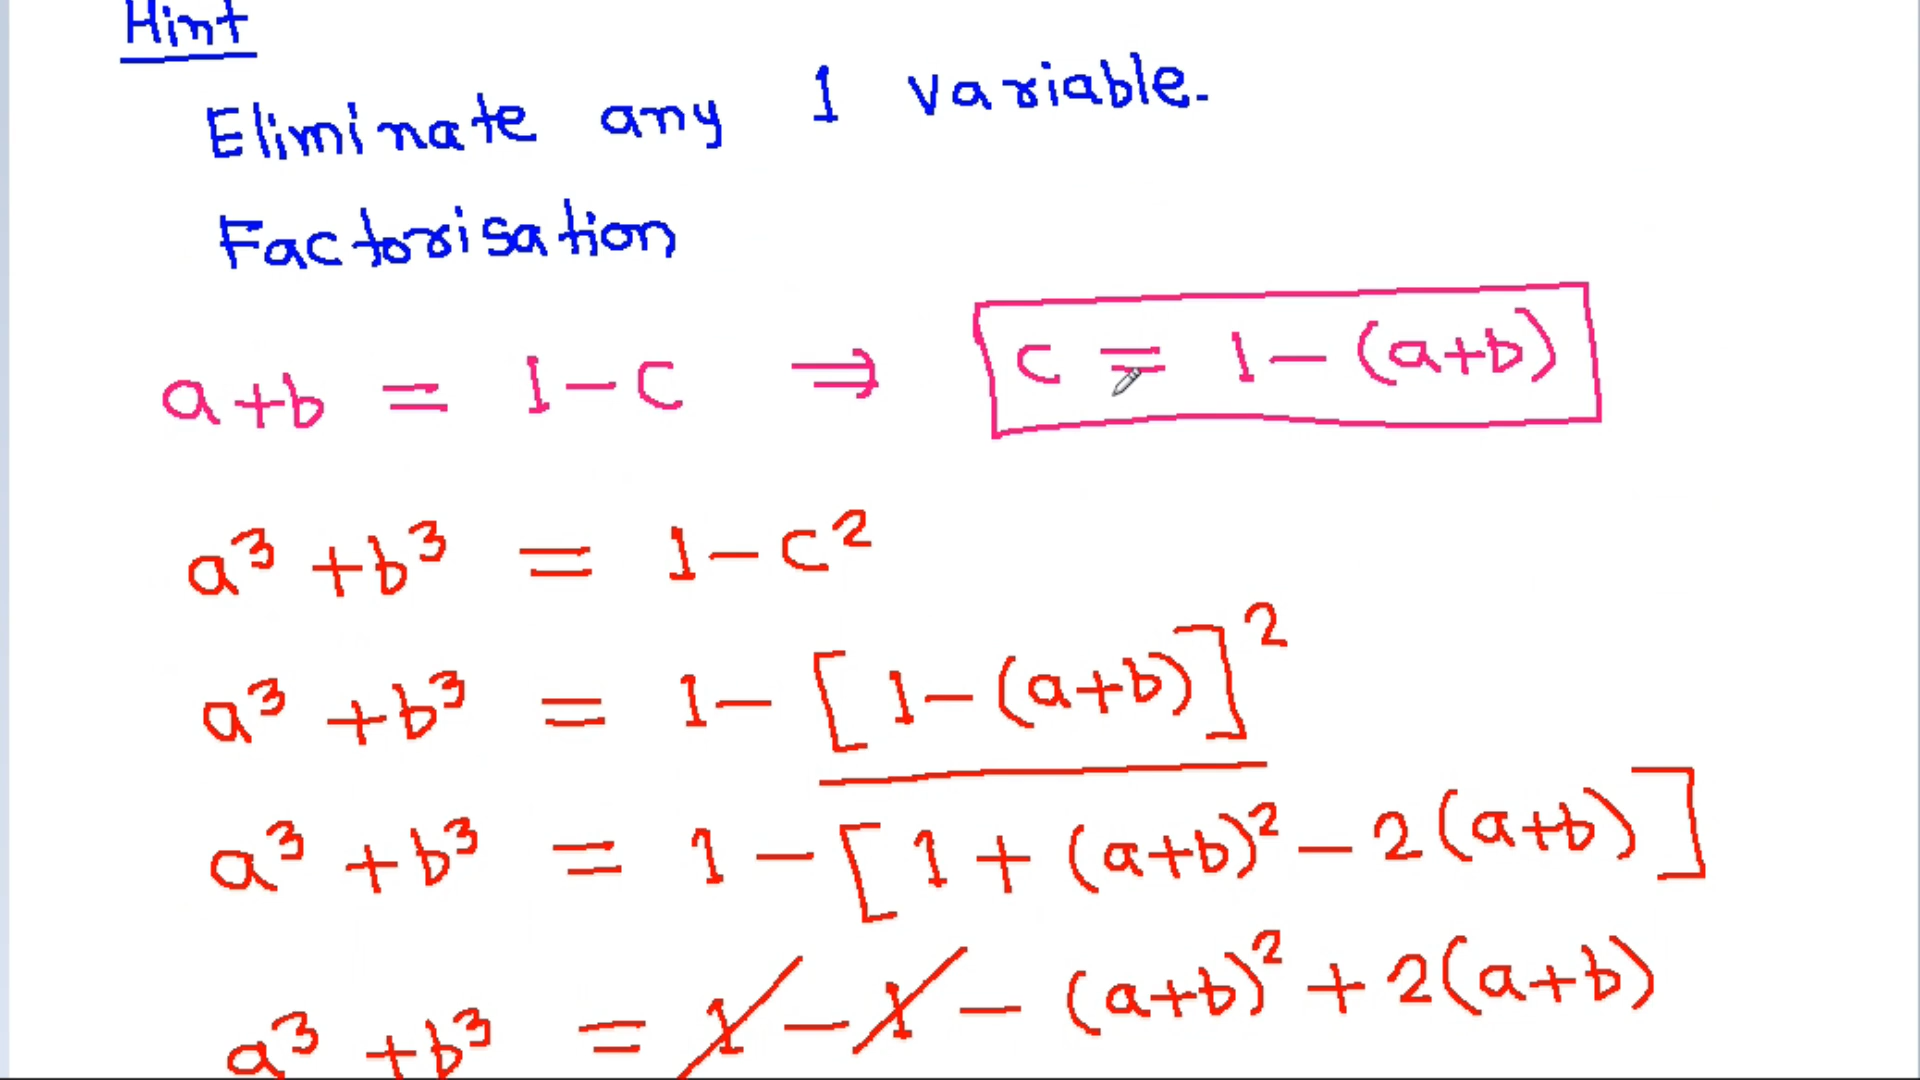 Hint
Eliminate any 1 variable.
Factorisation
a+b = 1-c ⇒ c = 1-(a+b)
a³+b³ = 1-c²
a³+b³ = 1-[1-(a+b)]²
a³+b³ = 1-[1+(a+b)²-2(a+b)]
a³+b³ = 1-1-(a+b)²+2(a+b)